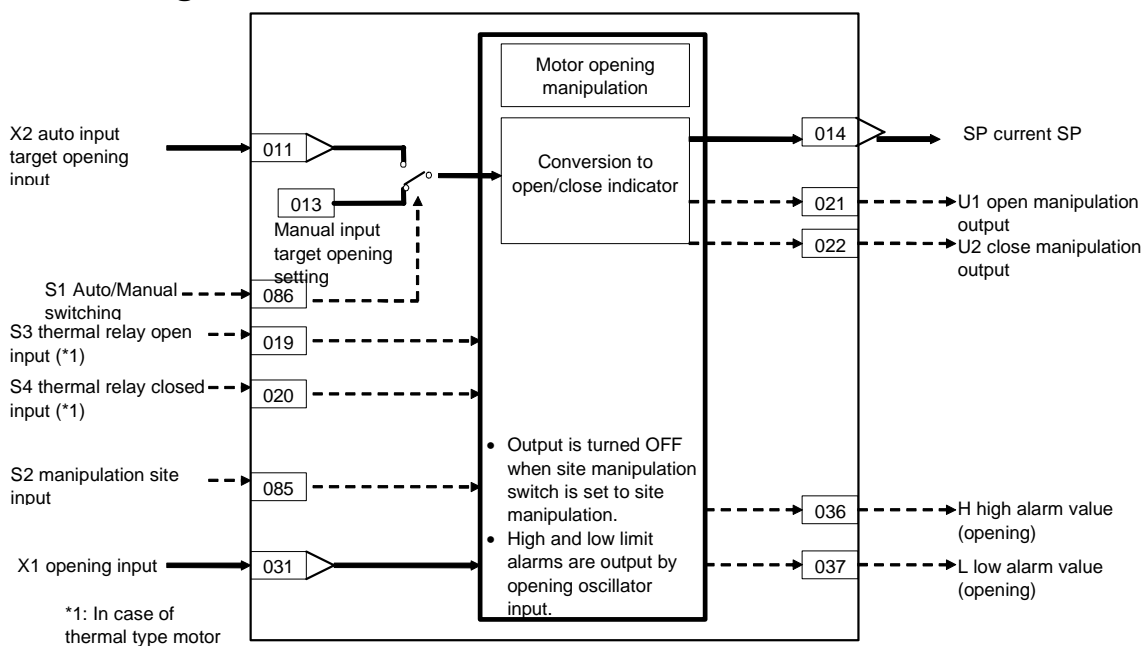 Motor opening
manipulation
X2 auto input
target opening
input
011
013
Manual input
target opening
setting
Conversion to
open/close indicator
014
SP current SP
021
U1 open manipulation
output
022
U2 close manipulation
output
S1 Auto/Manual
switching
086
S3 thermal relay open
input (*1)
019
S4 thermal relay closed
input (*1)
020
S2 manipulation site
input
085
X1 opening input
031
*1: In case of
thermal type motor
• Output is turned OFF
when site manipulation
switch is set to site
manipulation.
• High and low limit
alarms are output by
opening oscillator
input.
036
H high alarm value
(opening)
037
L low alarm value
(opening)